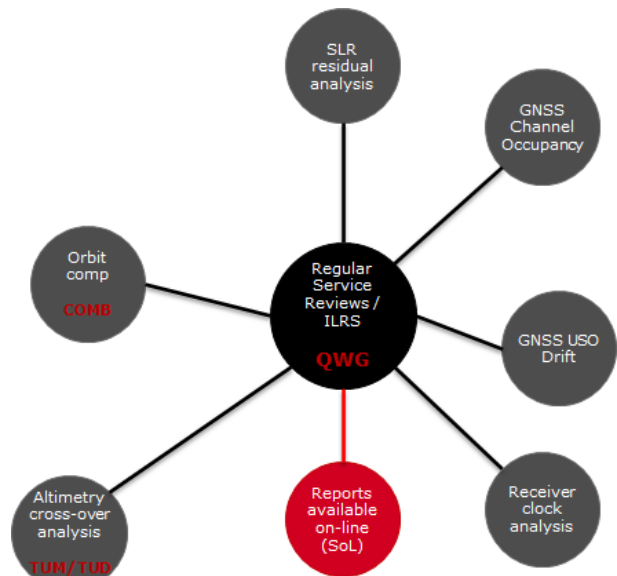 SLR
residual
analysis
GNSS
Channel
Occupancy
Orbit
comp
COMB
Regular
Service
Reviews /
ILRS
QWG
GNSS USO
Drift
Altimetry
cross-over
analysis
TUM/TUD
Reports
available
on-line
(SoL)
Receiver
clock
analysis